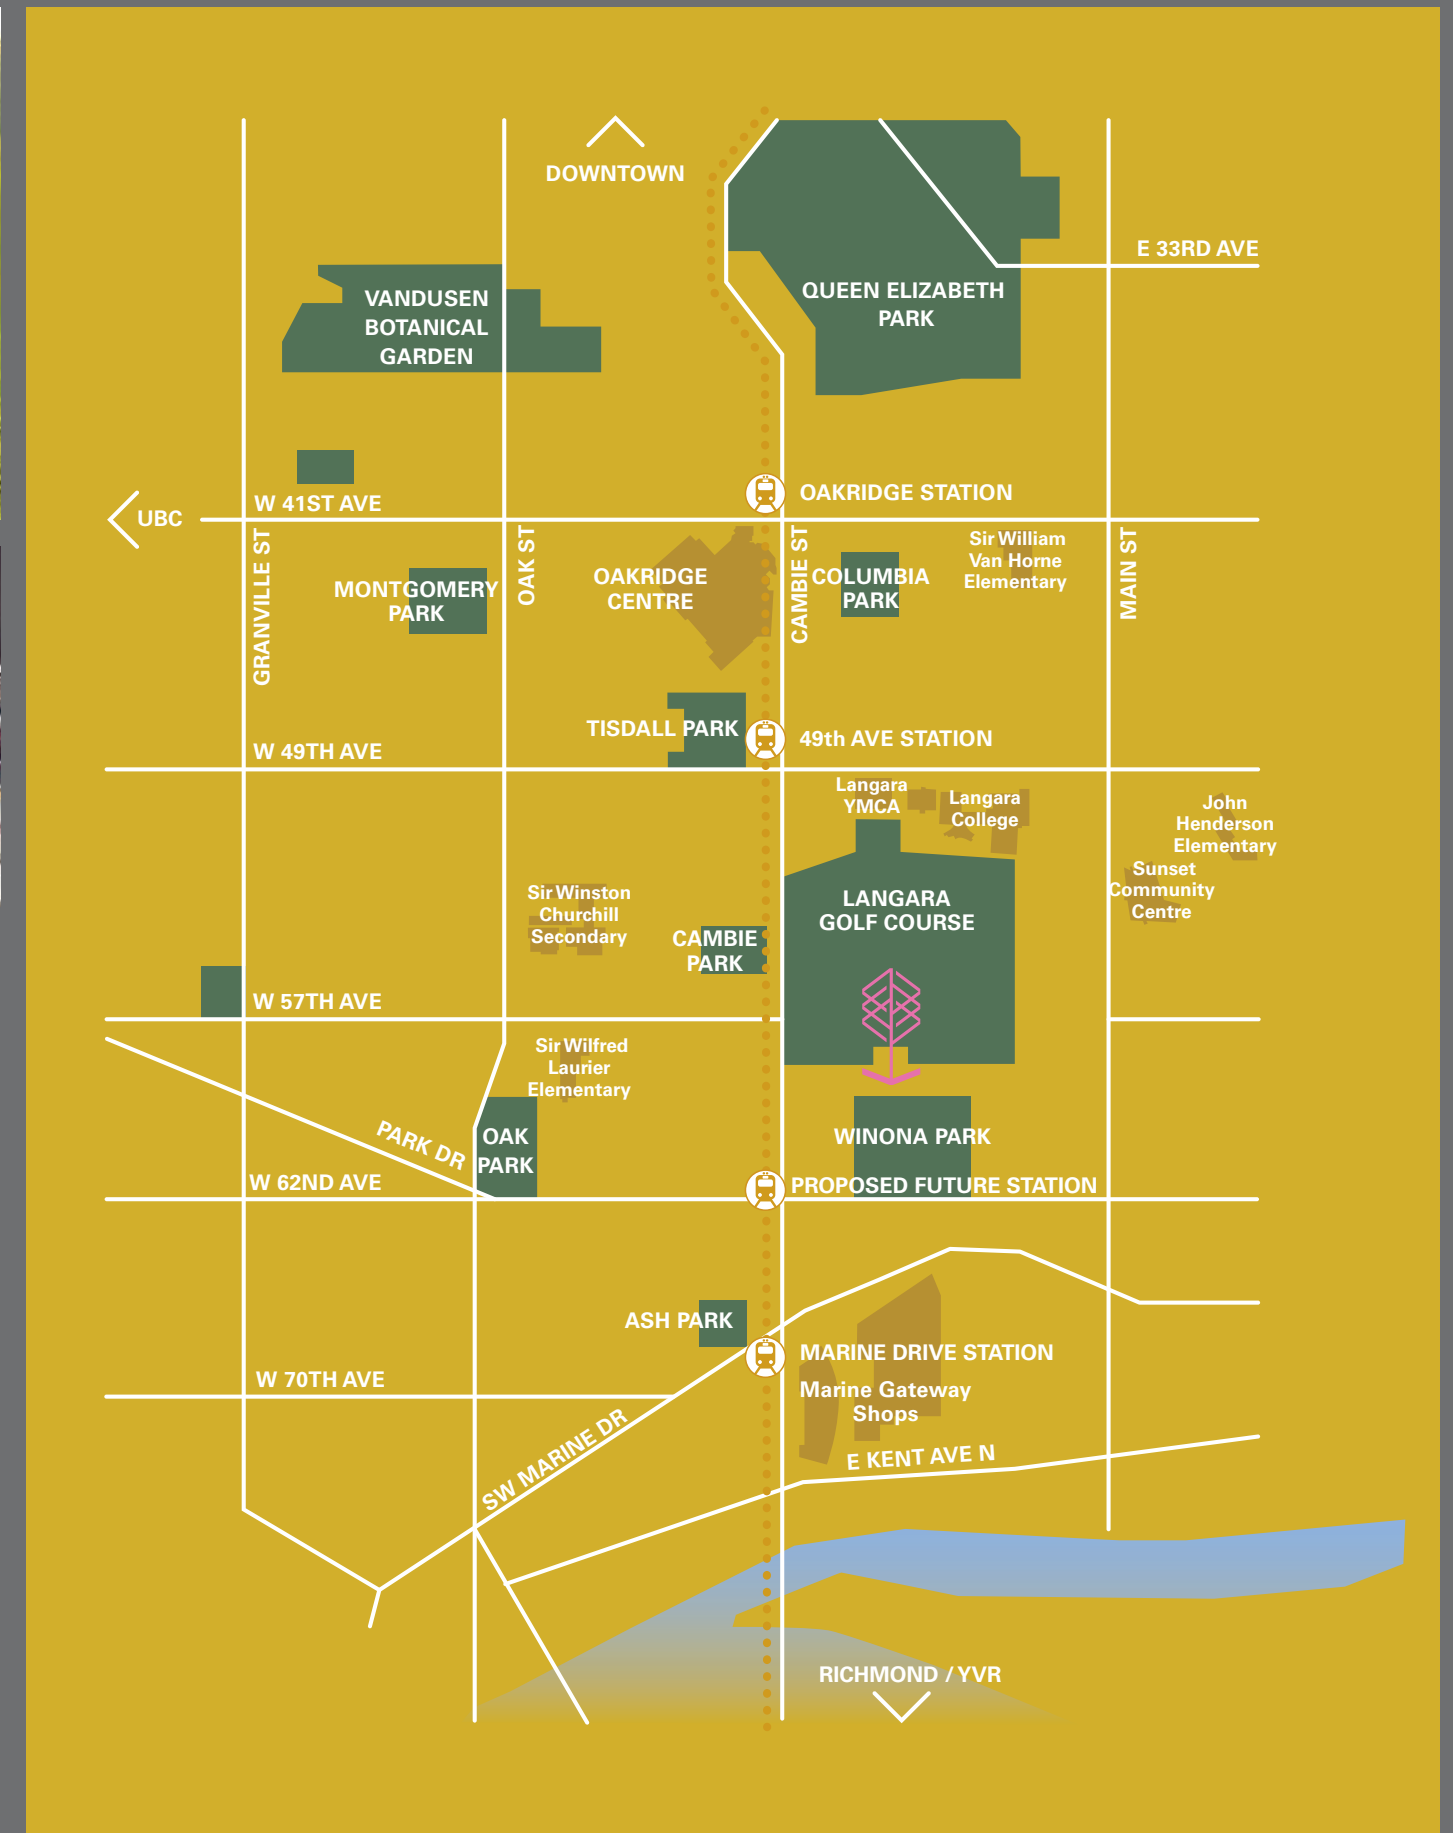 DOWNTOWN
E 33RD AVE
VANDUSEN
BOTANICAL
GARDEN
QUEEN ELIZABETH
PARK
W 41ST AVE
UBC
OAKRIDGE STATION
GRANVILLE ST
OAK ST
CAMBIE ST
MAIN ST
MONTGOMERY
PARK
OAKRIDGE
CENTRE
COLUMBIA
PARK
Sir William
Van Horne
Elementary
TISDALL PARK
49th AVE STATION
W 49TH AVE
Langara
YMCA
Langara
College
John
Henderson
Elementary
Sunset
Community
Centre
Sir Winston
Churchill
Secondary
LANGARA
GOLF COURSE
CAMBIE
PARK
W 57TH AVE
Sir Wilfred
Laurier
Elementary
PARK DR
OAK
PARK
WINONA PARK
W 62ND AVE
PROPOSED FUTURE STATION
ASH PARK
MARINE DRIVE STATION
W 70TH AVE
Marine Gateway
Shops
SW MARINE DR
E KENT AVE N
RICHMOND / YVR